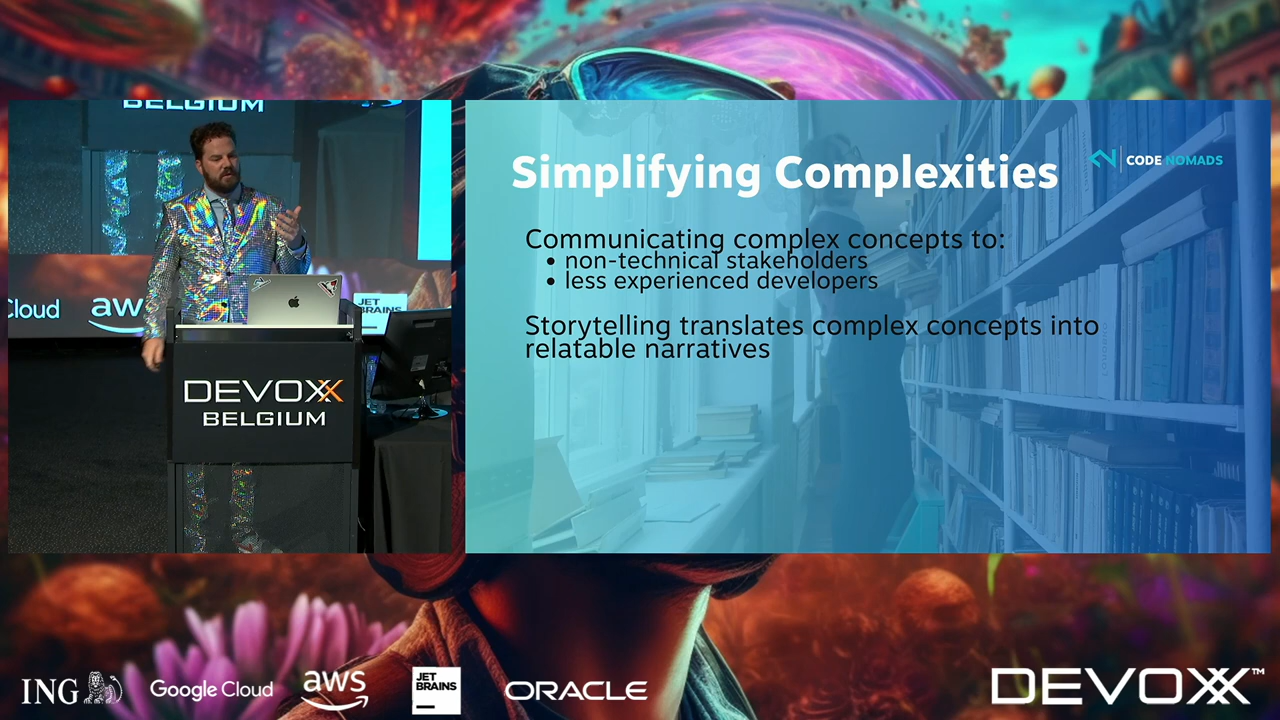 BELGIUM
Cloud
aws
JET
BRAINS
DEVOXX
BELGIUM
Simplifying Complexities
CODE NOMADS
Communicating complex concepts to:
• non-technical stakeholders
• less experienced developers
Storytelling translates complex concepts into
relatable narratives
ING
Google Cloud
aws
JET
BRAINS
ORACLE
DEVOXX™